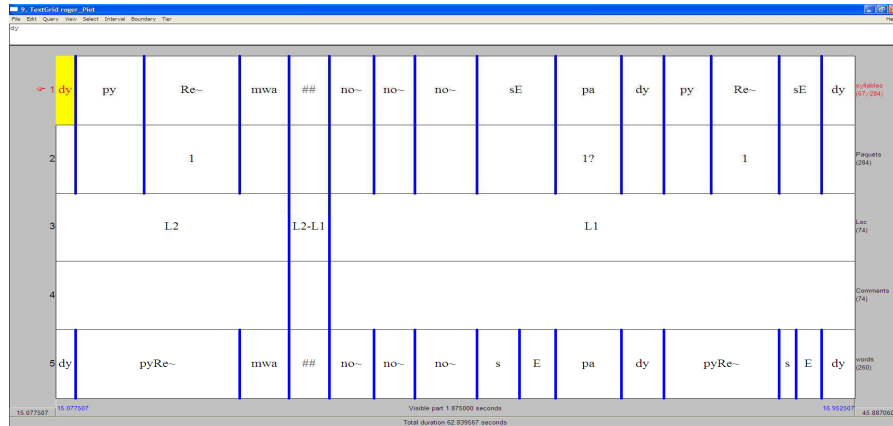 9. TextGrid roger_Piet
File Edit Query View Select Interval Boundary Tier He
dy
1 dy py Re~ mwa ## no~ no~ no~ sE pa dy py Re~ sE dy syllables (67/284)
2 1 1? 1 Paquets (284)
3 L2 L2-L1 L1 Loc (74)
4 Comments (74)
5 dy pyRe~ mwa ## no~ no~ no~ s E pa dy pyRe~ s E dy words (260)
15.077507 Visible part 1.875000 seconds 16.952507
15.077507 45.887060
Total duration 62.839567 seconds